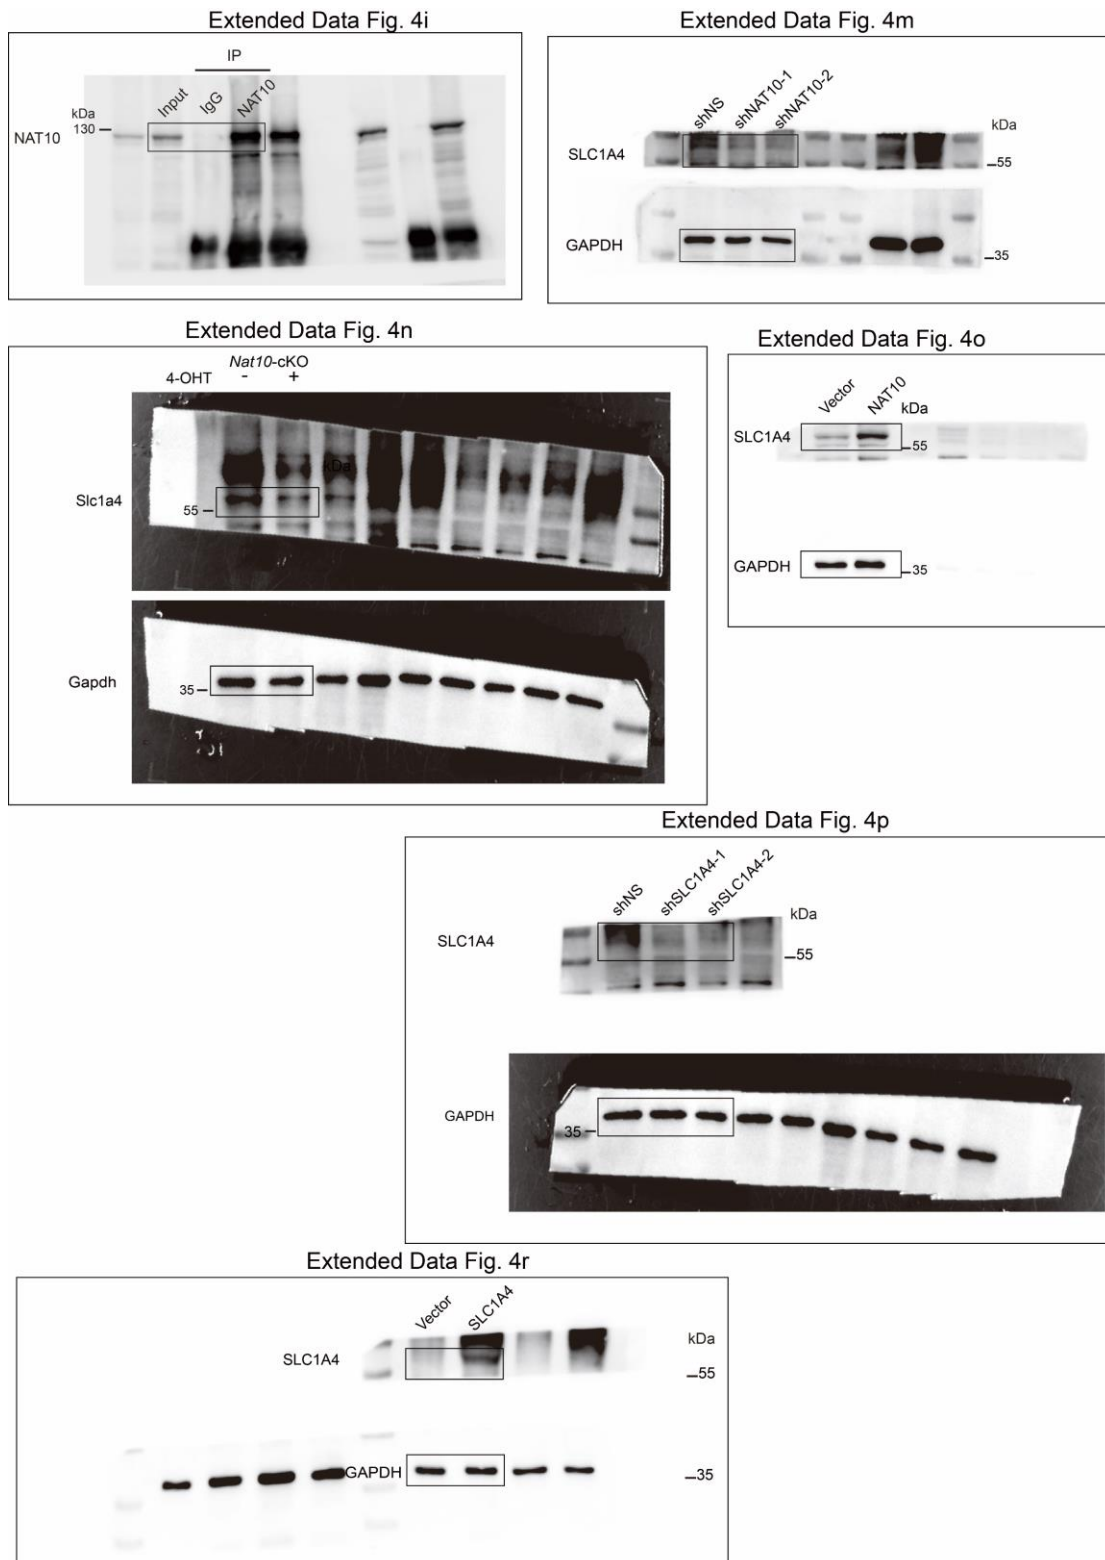 Extended Data Fig. 4i
IP
kDa
Input
IgG
NAT10
NAT10
130
Extended Data Fig. 4m
shNS
shNAT10-1
shNAT10-2
kDa
SLC1A4
55
GAPDH
35
Extended Data Fig. 4n
Nat10-cKO
4-OHT - +
kDa
Slc1a4
55
Gapdh
35
Extended Data Fig. 4o
Vector
NAT10
kDa
SLC1A4
55
GAPDH
35
Extended Data Fig. 4p
shNS
shSLC1A4-1
shSLC1A4-2
kDa
SLC1A4
55
GAPDH
35
Extended Data Fig. 4r
Vector
SLC1A4
kDa
SLC1A4
55
GAPDH
35